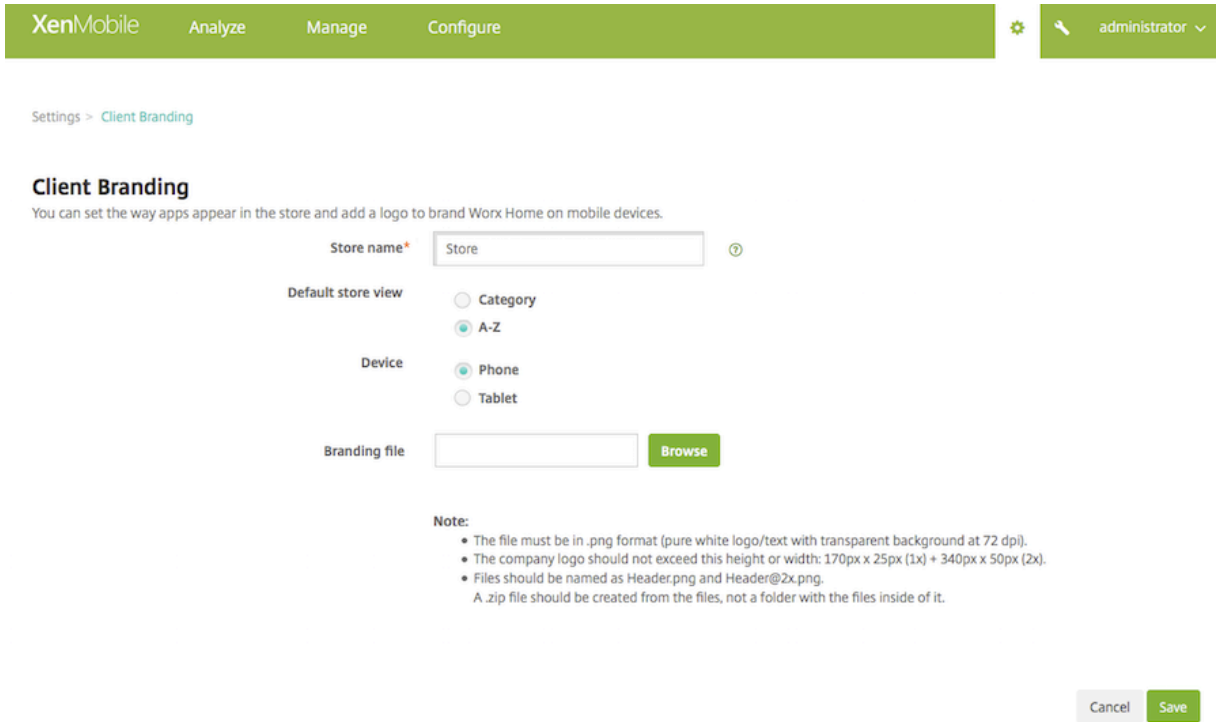 XenMobile Analyze Manage Configure administrator
Settings > Client Branding
Client Branding
You can set the way apps appear in the store and add a logo to brand Worx Home on mobile devices.
Store name* Store ?
Default store view
Category
A-Z
Device
Phone
Tablet
Branding file Browse
Note:
• The file must be in .png format (pure white logo/text with transparent background at 72 dpi).
• The company logo should not exceed this height or width: 170px x 25px (1x) + 340px x 50px (2x).
• Files should be named as Header.png and Header@2x.png.
A .zip file should be created from the files, not a folder with the files inside of it.
Cancel Save